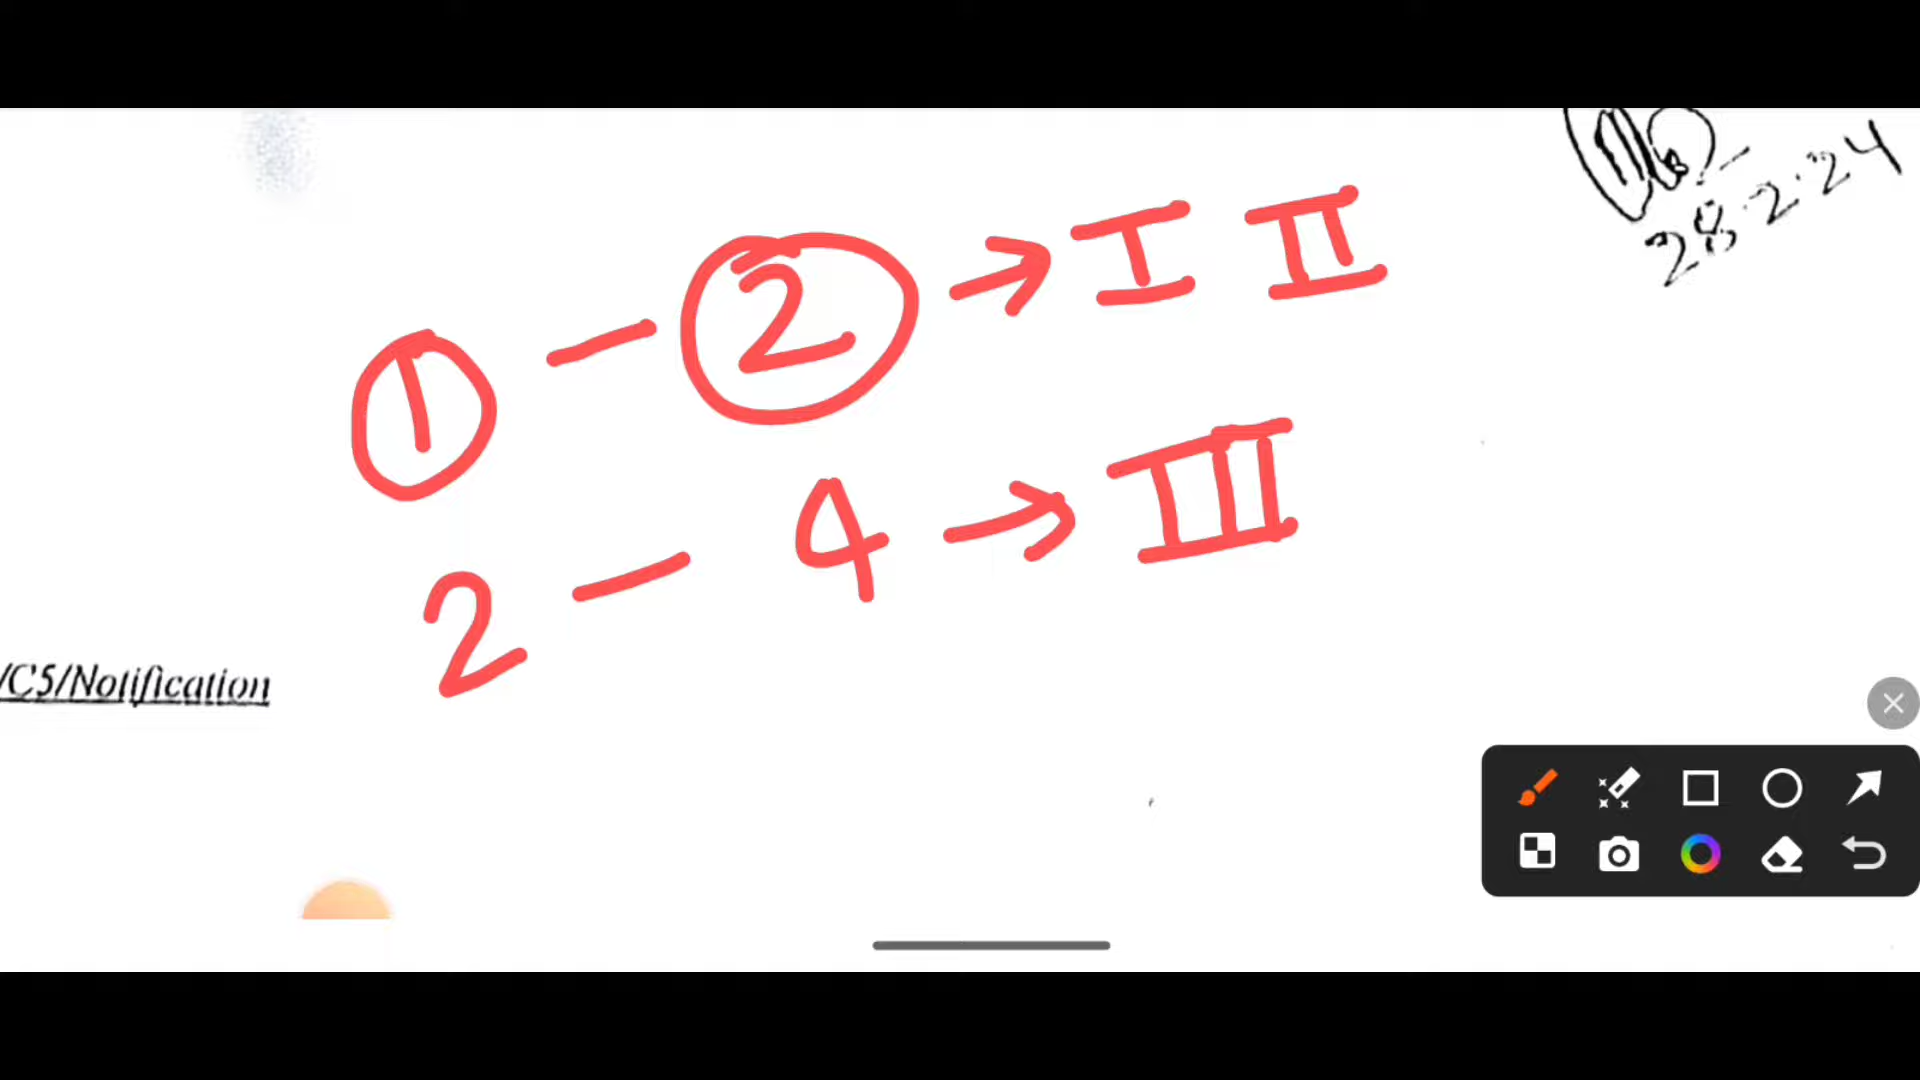 28.2.24
① - ② → I II
2 - 4 → III
/C5/Notification